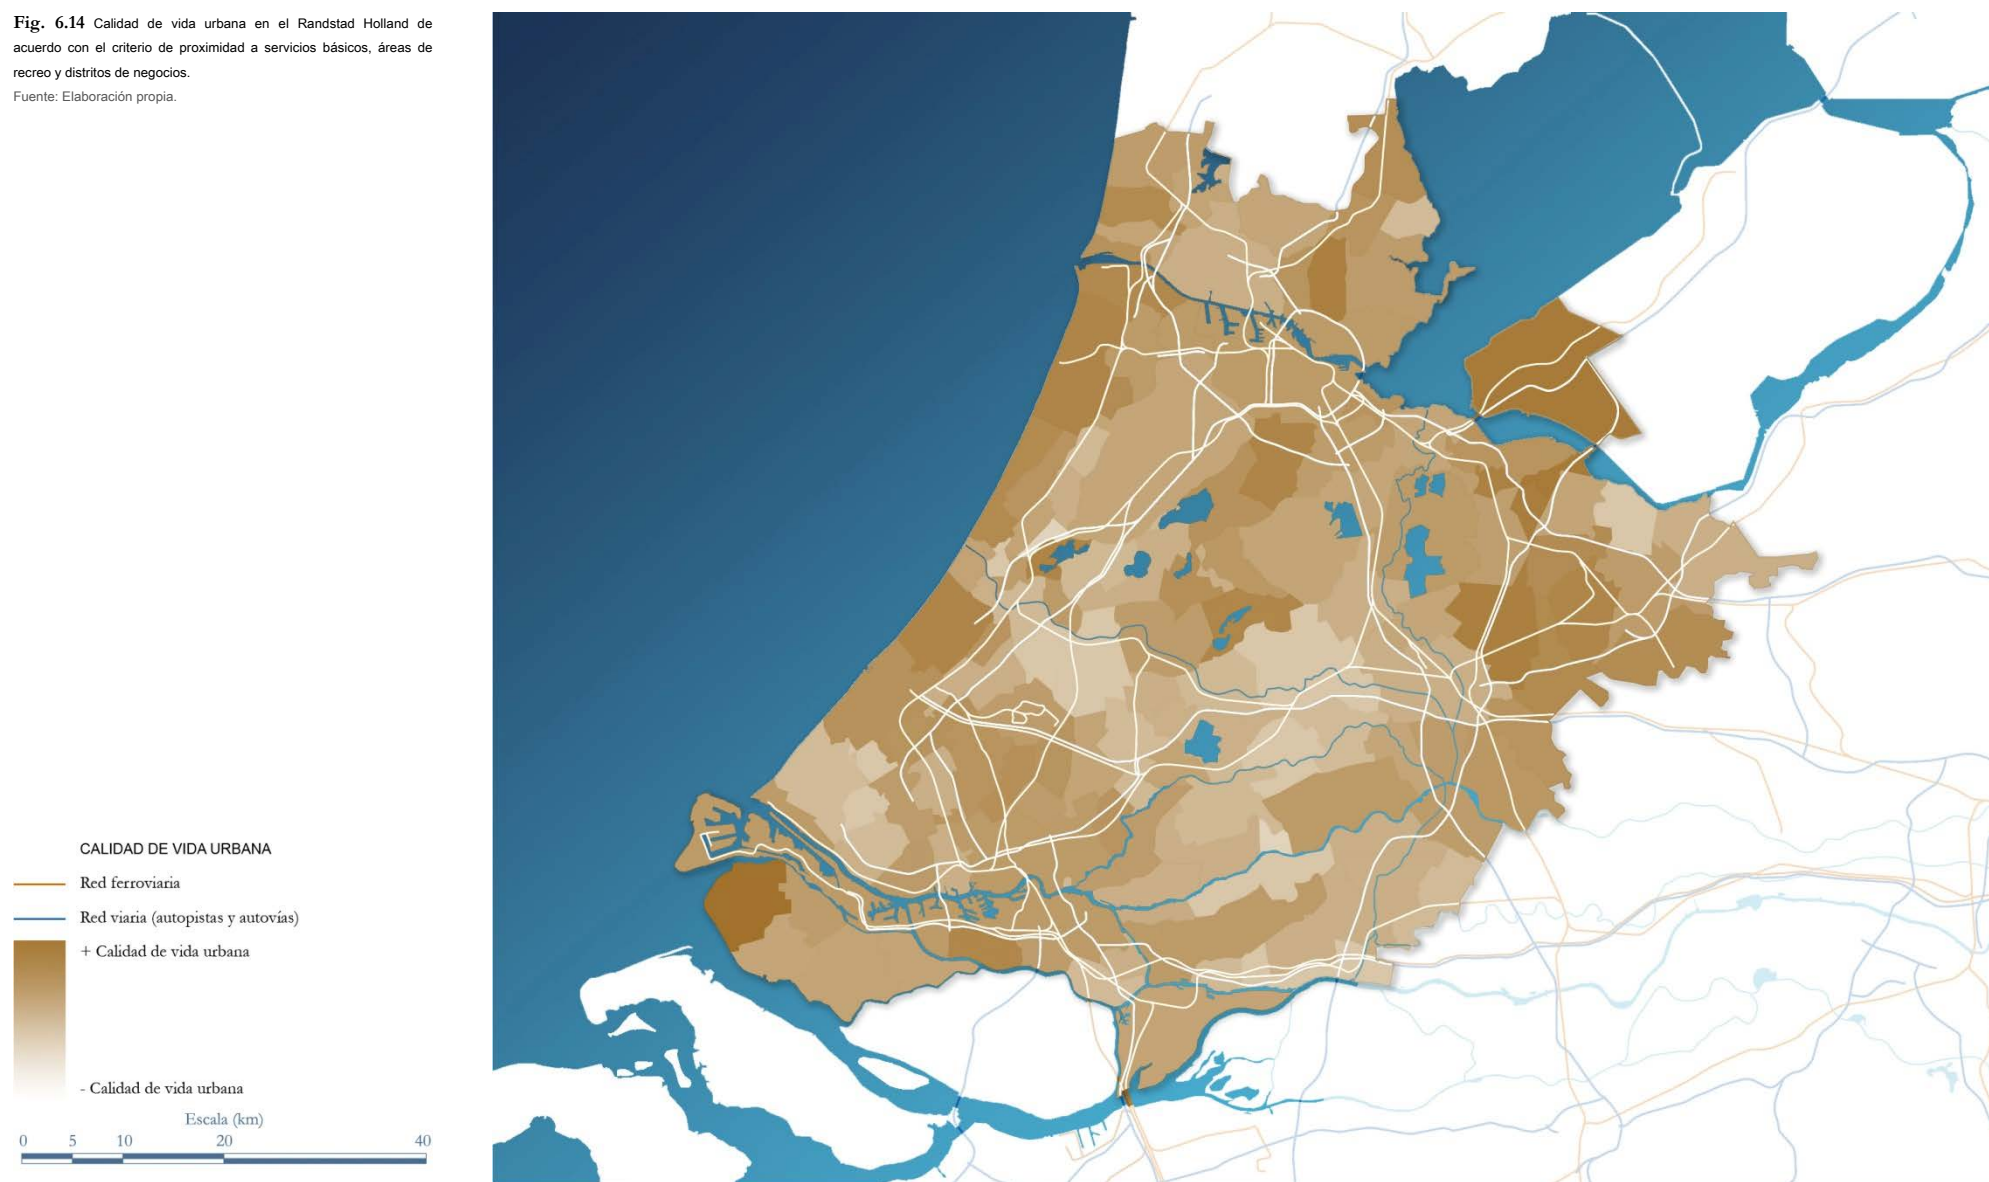 Fig. 6.14 Calidad de vida urbana en el Randstad Holland de
acuerdo con el criterio de proximidad a servicios básicos, áreas de
recreo y distritos de negocios.
Fuente: Elaboración propia.
CALIDAD DE VIDA URBANA
Red ferroviaria
Red viaria (autopistas y autovías)
+ Calidad de vida urbana
- Calidad de vida urbana
Escala (km)
0 5 10 20 40